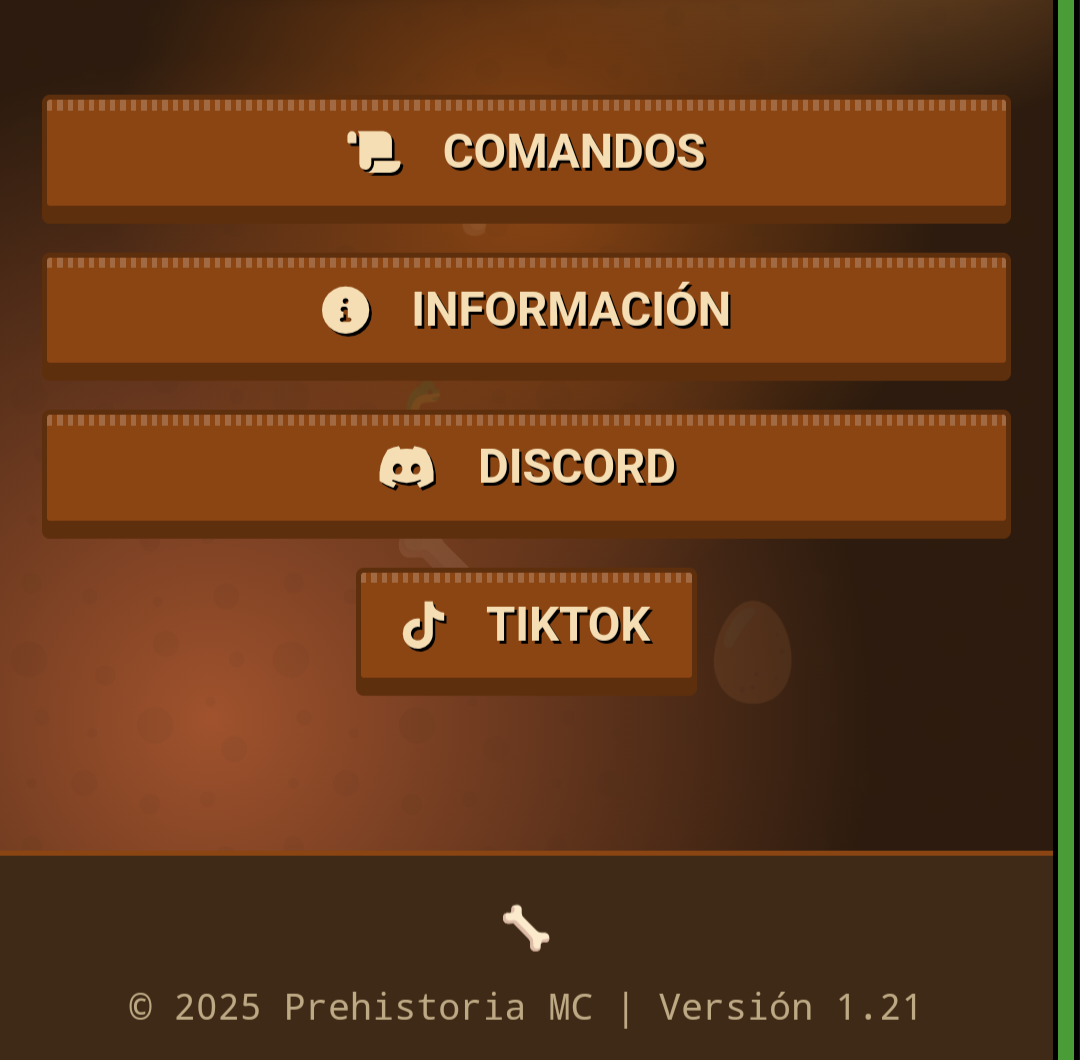 COMANDOS
INFORMACIÓN
DISCORD
TIKTOK
© 2025 Prehistoria MC | Versión 1.21